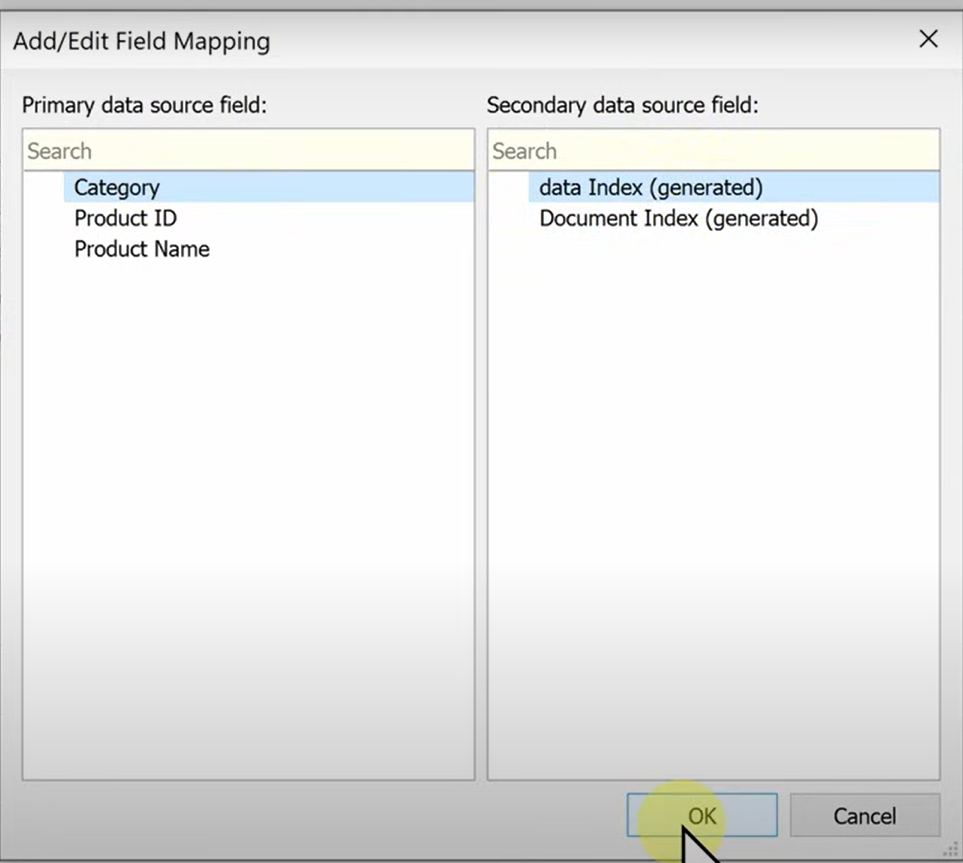 Add/Edit Field Mapping
Primary data source field:
Secondary data source field:
Search
Search
Category
data Index (generated)
Product ID
Document Index (generated)
Product Name
OK
Cancel